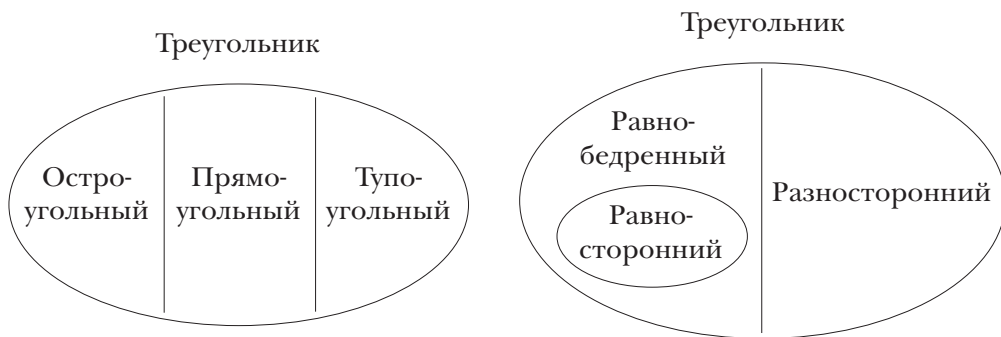 Треугольник
Остро-
угольный
Прямо-
угольный
Тупо-
угольный
Треугольник
Равно-
бедренный
Равно-
сторонний
Разносторонний